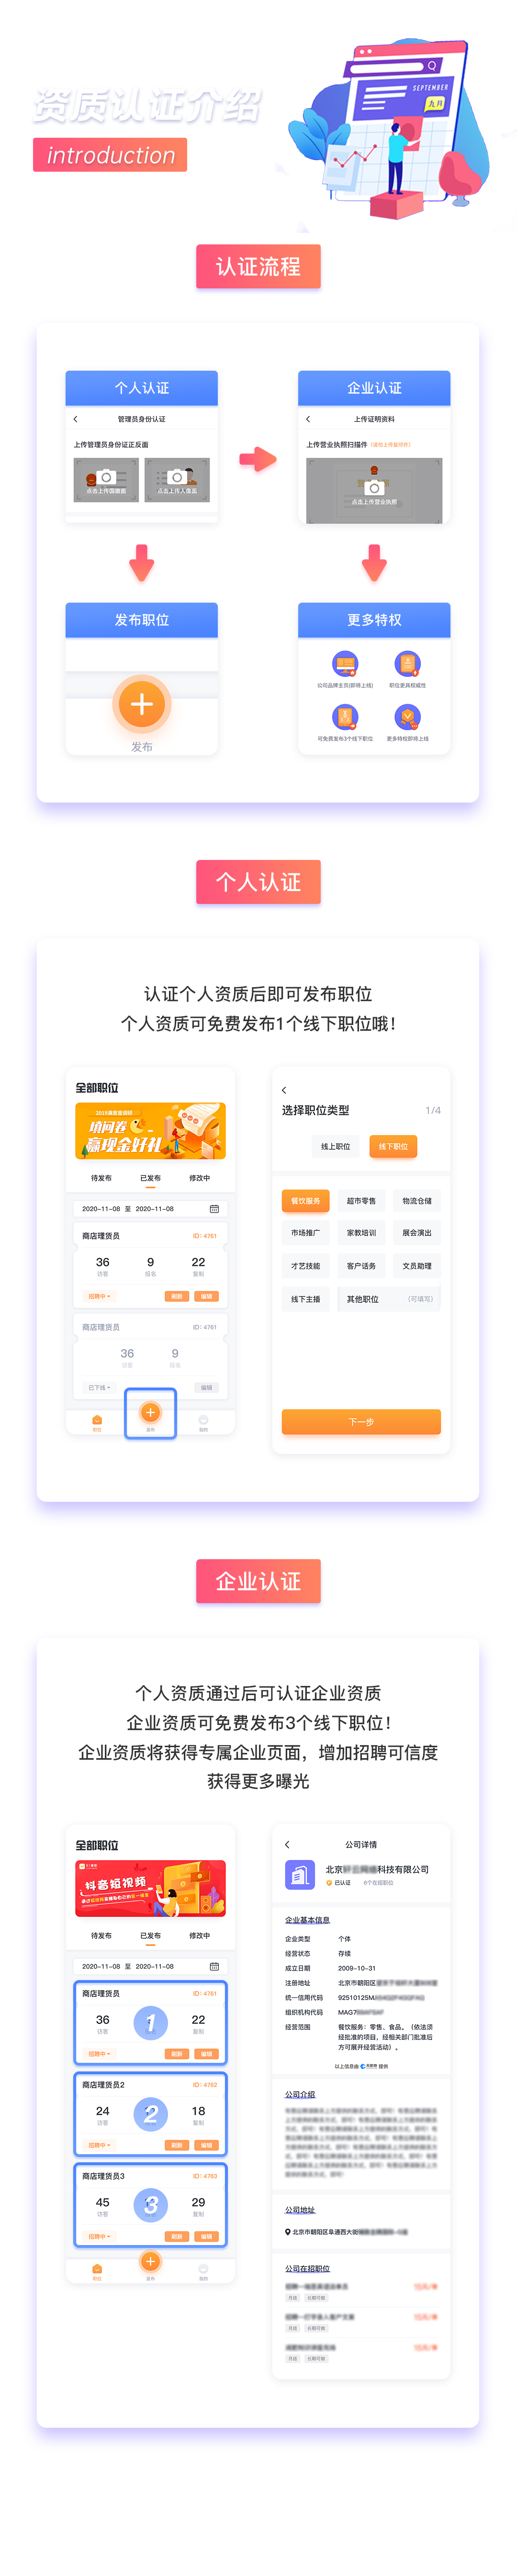 资质认证介绍
introduction
SEPTEMBER
九月
认证流程
个人认证
管理员身份认证
上传管理员身份证正反面
点击上传国徽面
点击上传人像面
企业认证
上传证明资料
上传营业执照扫描件
点击上传营业执照
发布职位
发布
更多特权
公司品牌主页(即将上线)
职位更具权威性
可免费发布3个线下职位
更多特权即将上线
个人认证
认证个人资质后即可发布职位
个人资质可免费发布1个线下职位哦！
全部职位
填问卷
赢现金好礼
待发布 已发布 修改中
2020-11-08 至 2020-11-08
商店理货员 ID: 4761
36 9 22
访客 报名 复制
招聘中 刷新 编辑
商店理货员 ID: 4761
36 9
访客 报名
已下线 编辑
职位 发布 我的
选择职位类型 1/4
线上职位 线下职位
餐饮服务 超市零售 物流仓储
市场推广 家教培训 展会演出
才艺技能 客户话务 文员助理
线下主播 其他职位 (可填写)
下一步
企业认证
个人资质通过后可认证企业资质
企业资质可免费发布3个线下职位！
企业资质将获得专属企业页面，增加招聘可信度
获得更多曝光
全部职位
抖音短视频
待发布 已发布 修改中
2020-11-08 至 2020-11-08
商店理货员 ID: 4761
36 1 22
访客 复制
招聘中 刷新 编辑
商店理货员2 ID: 4762
24 2 18
访客 复制
招聘中 刷新 编辑
商店理货员3 ID: 4763
45 3 29
访客 复制
招聘中 刷新 编辑
职位 发布 我的
公司详情
北京 科技有限公司
已认证 6个在招职位
企业基本信息
企业类型 个体
经营状态 存续
成立日期 2009-10-31
注册地址 北京市朝阳区
统一信用代码 92510125M
组织机构代码 MAG7
经营范围 餐饮服务：零售、食品。（依法须
经批准的项目，经相关部门批准后
方可展开经营活动）。
以上信息由 提供
公司介绍
公司地址
北京市朝阳区阜通西大街
公司在招职位
月结 长期可做
月结 长期可做
月结 长期可做